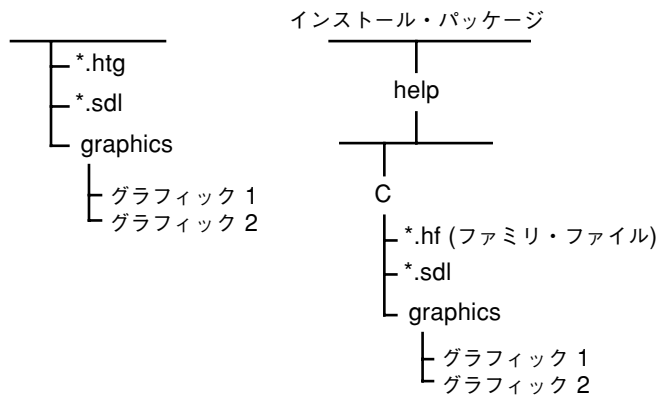 *.htg
*.sdl
graphics
グラフィック 1
グラフィック 2
インストール・パッケージ
help
C
*.hf (ファミリ・ファイル)
*.sdl
graphics
グラフィック 1
グラフィック 2